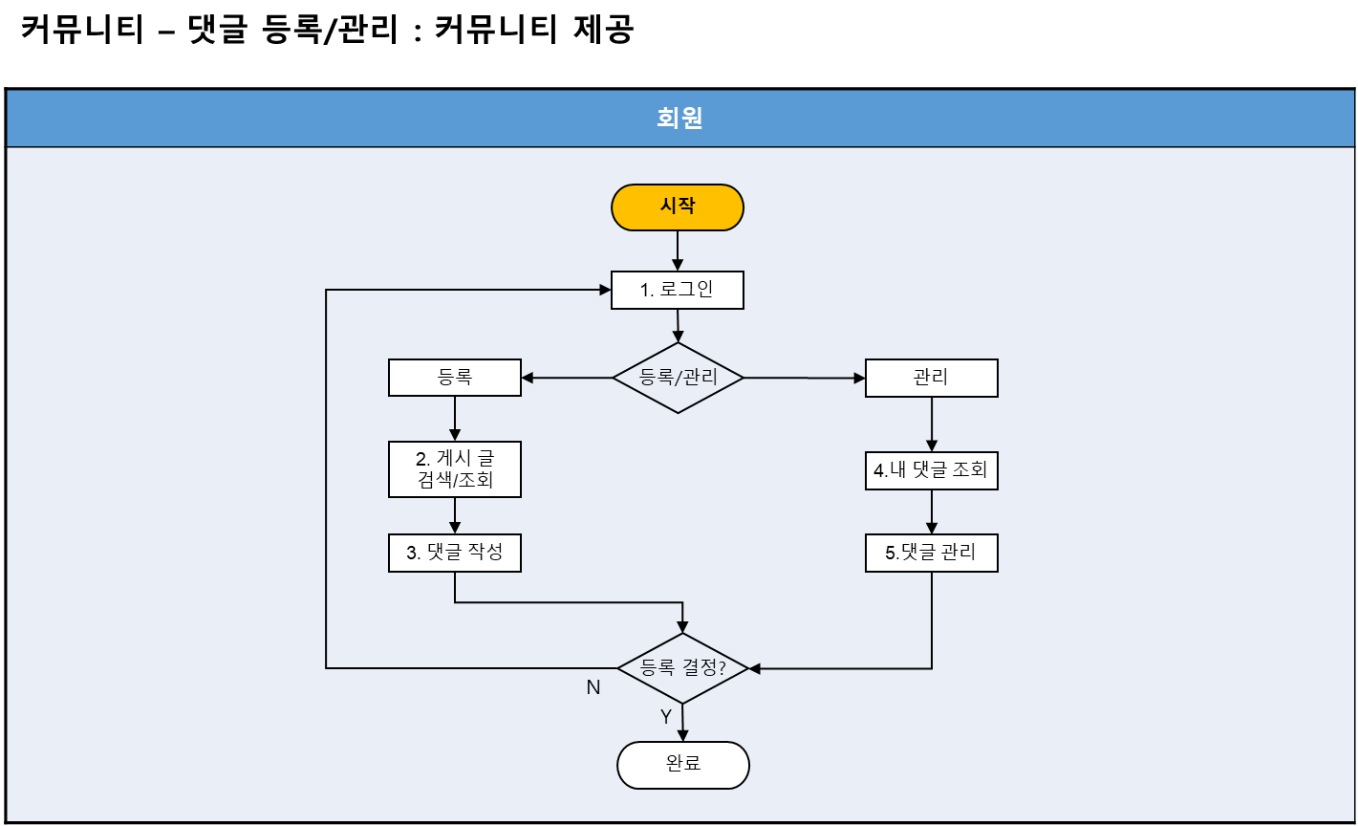 커뮤니티 – 댓글 등록/관리 : 커뮤니티 제공
회원
시작
1. 로그인
등록
등록/관리
관리
2. 게시 글
검색/조회
4.내 댓글 조회
3. 댓글 작성
5.댓글 관리
등록 결정?
N
Y
완료